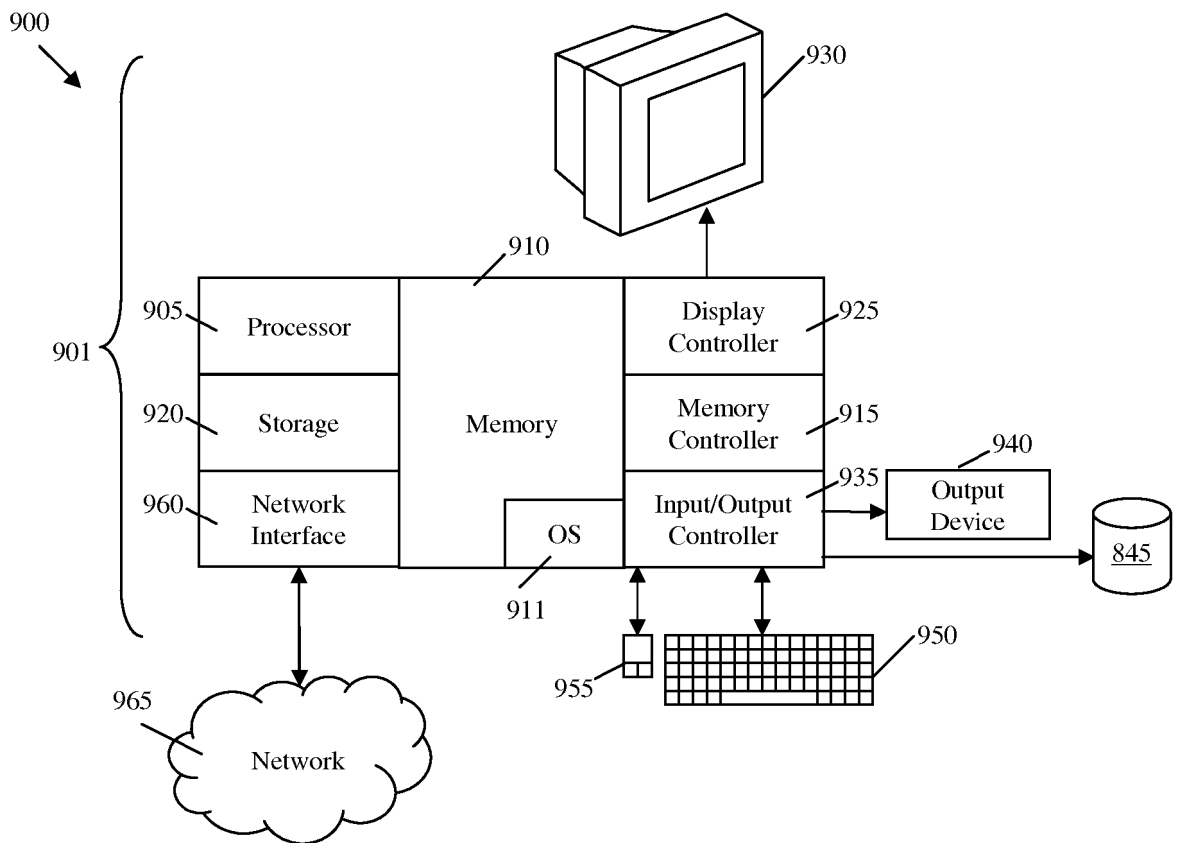 900
930
910
905
Processor
Display
Controller
925
901
920
Storage
Memory
Memory
Controller
915
940
960
Network
Interface
OS
Input/Output
Controller
935
Output
Device
845
911
955
950
965
Network